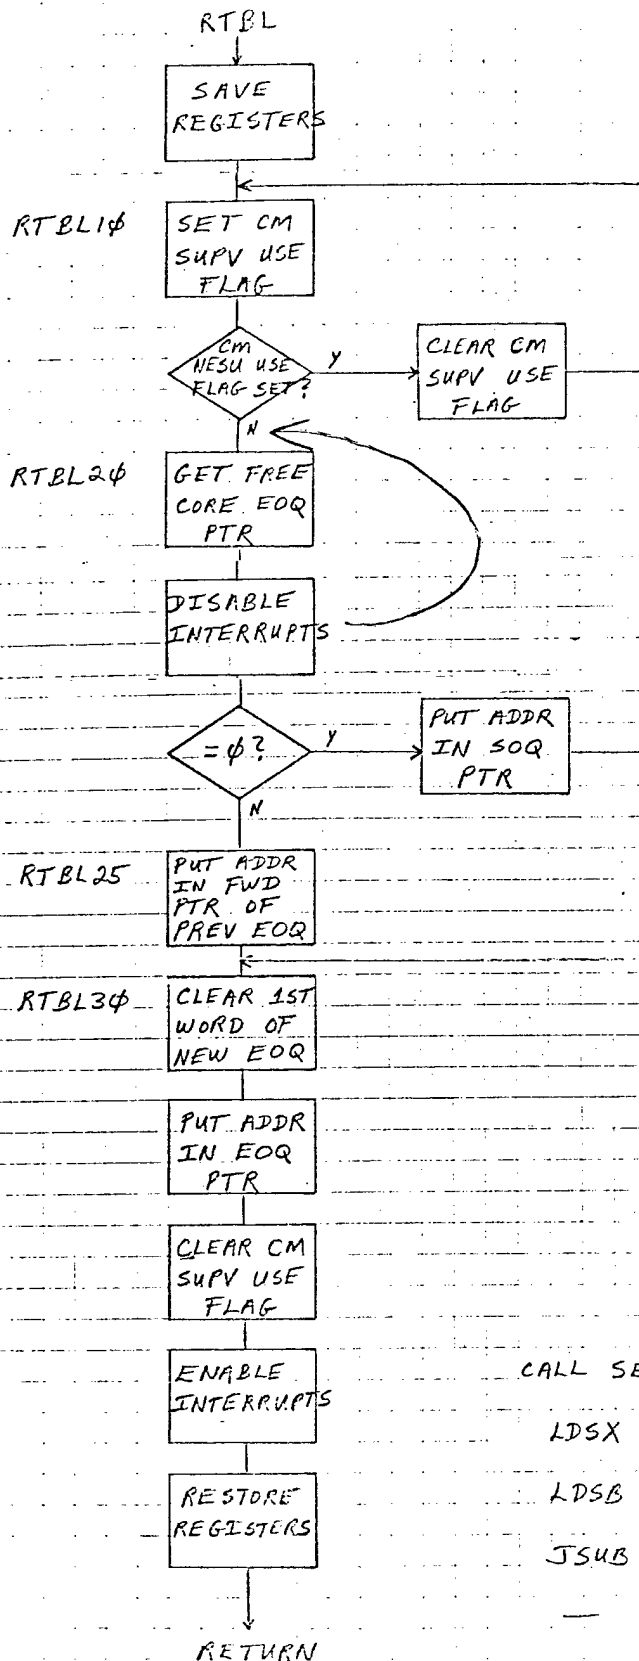 RTBL
SAVE
REGISTERS
RTBL1φ
SET CM
SUPV USE
FLAG
CM
NESU USE
FLAG SET?
Y
CLEAR CM
SUPV USE
FLAG
N
RTBL2φ
GET FREE
CORE EOQ
PTR
DISABLE
INTERRUPTS
=φ?
Y
PUT ADDR
IN SOQ
PTR
N
RTBL25
PUT ADDR
IN FWD
PTR OF
PREV EOQ
RTBL3φ
CLEAR 1ST
WORD OF
NEW EOQ
PUT ADDR
IN EOQ
PTR
CLEAR CM
SUPV USE
FLAG
ENABLE
INTERRUPTS
CALL SE
LDSX
RESTORE
REGISTERS
LDSB
JSUB
RETURN